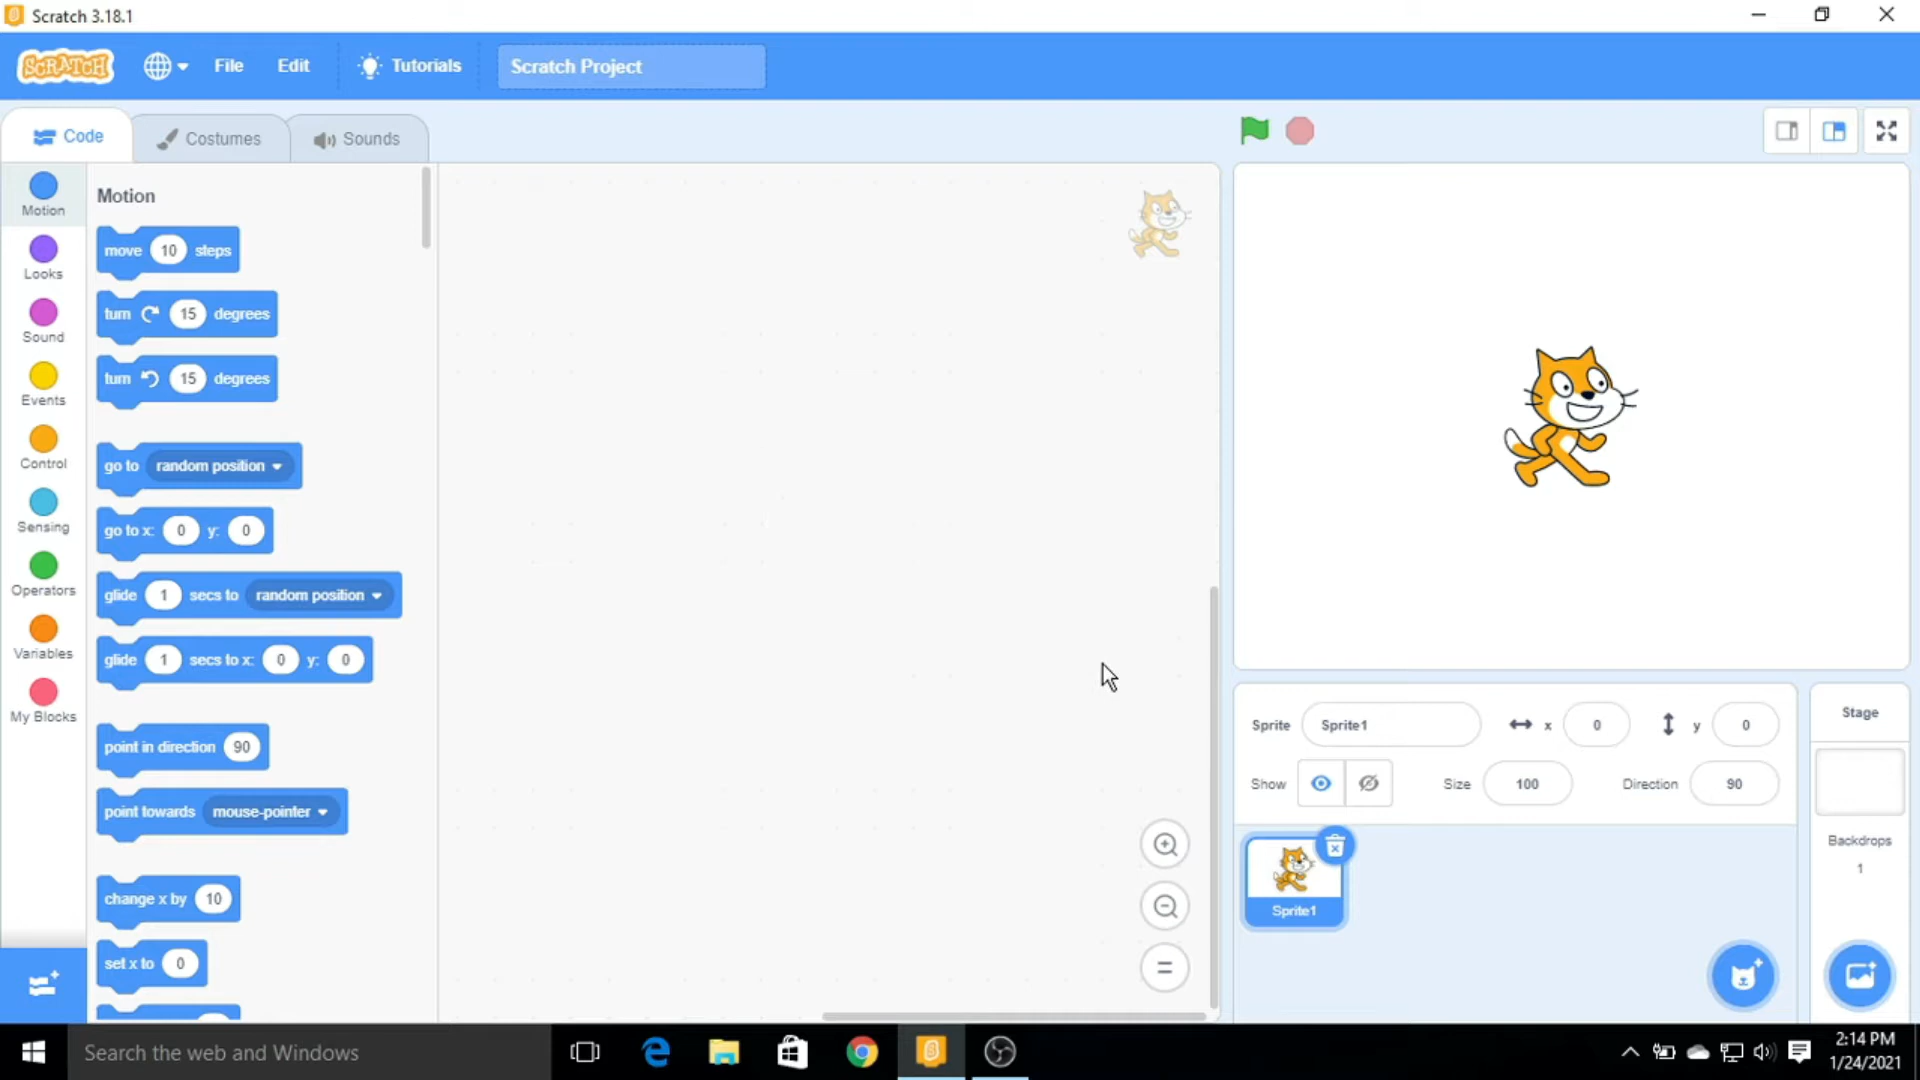 Scratch 3.18.1
SCRATCH
File
Edit
Tutorials
Scratch Project
Code
Costumes
Sounds
Motion
Looks
Sound
Events
Control
Sensing
Operators
Variables
My Blocks
Motion
move 10 steps
turn 15 degrees
turn 15 degrees
go to random position
go to x: 0 y: 0
glide 1 secs to random position
glide 1 secs to x: 0 y: 0
point in direction 90
point towards mouse-pointer
change x by 10
set x to 0
Sprite Sprite1 x 0 y 0
Show Size 100 Direction 90
Sprite1
Stage
Backdrops
1
Search the web and Windows
2:14 PM
1/24/2021